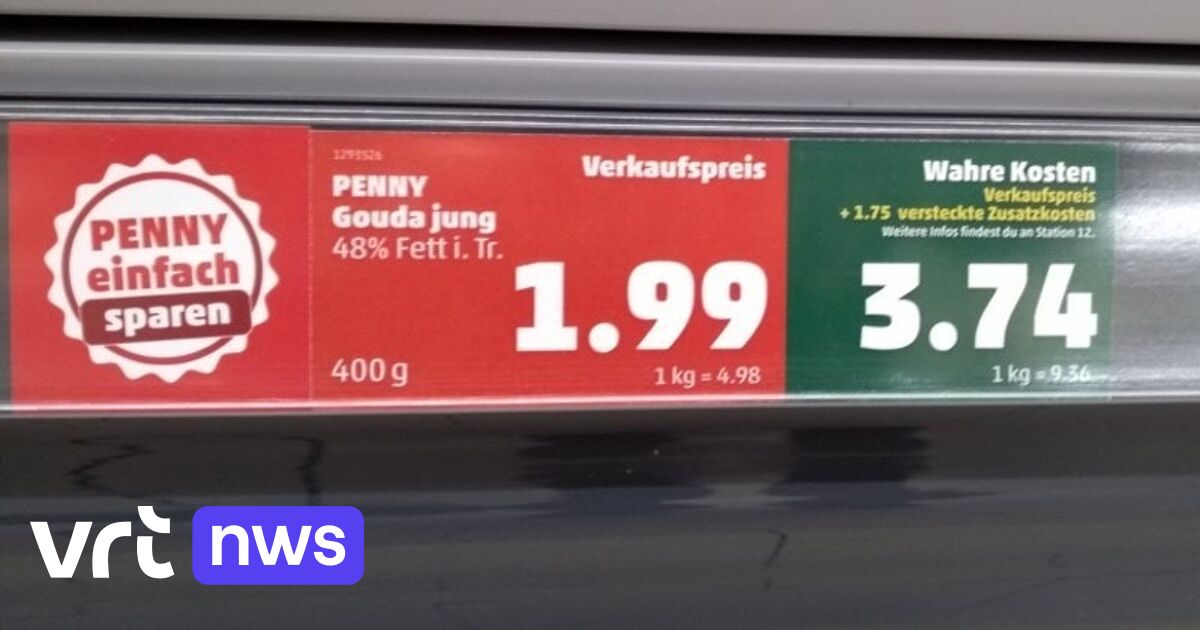 PENNY
einfach
sparen
1293526
PENNY
Gouda jung
48% Fett i. Tr.
400 g
Verkaufspreis
1.99
1 kg = 4.98
Wahre Kosten
Verkaufspreis
+ 1.75 versteckte Zusatzkosten
Weitere Infos findest du an Station 12.
3.74
1 kg = 9.36
vrt nws